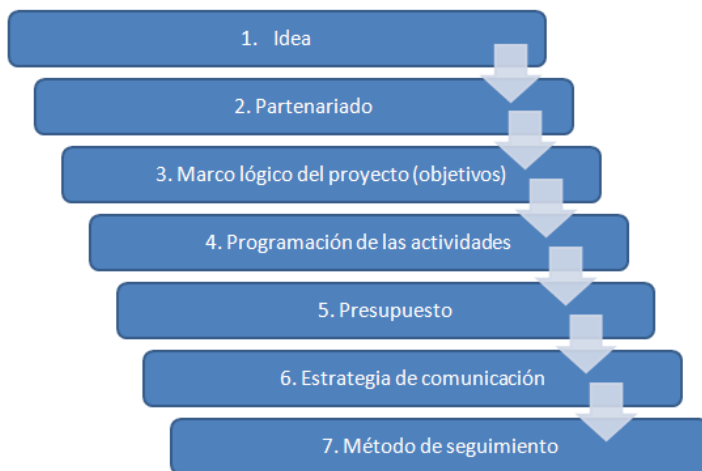 1. Idea
2. Partenariado
3. Marco lógico del proyecto (objetivos)
4. Programación de las actividades
5. Presupuesto
6. Estrategia de comunicación
7. Método de seguimiento